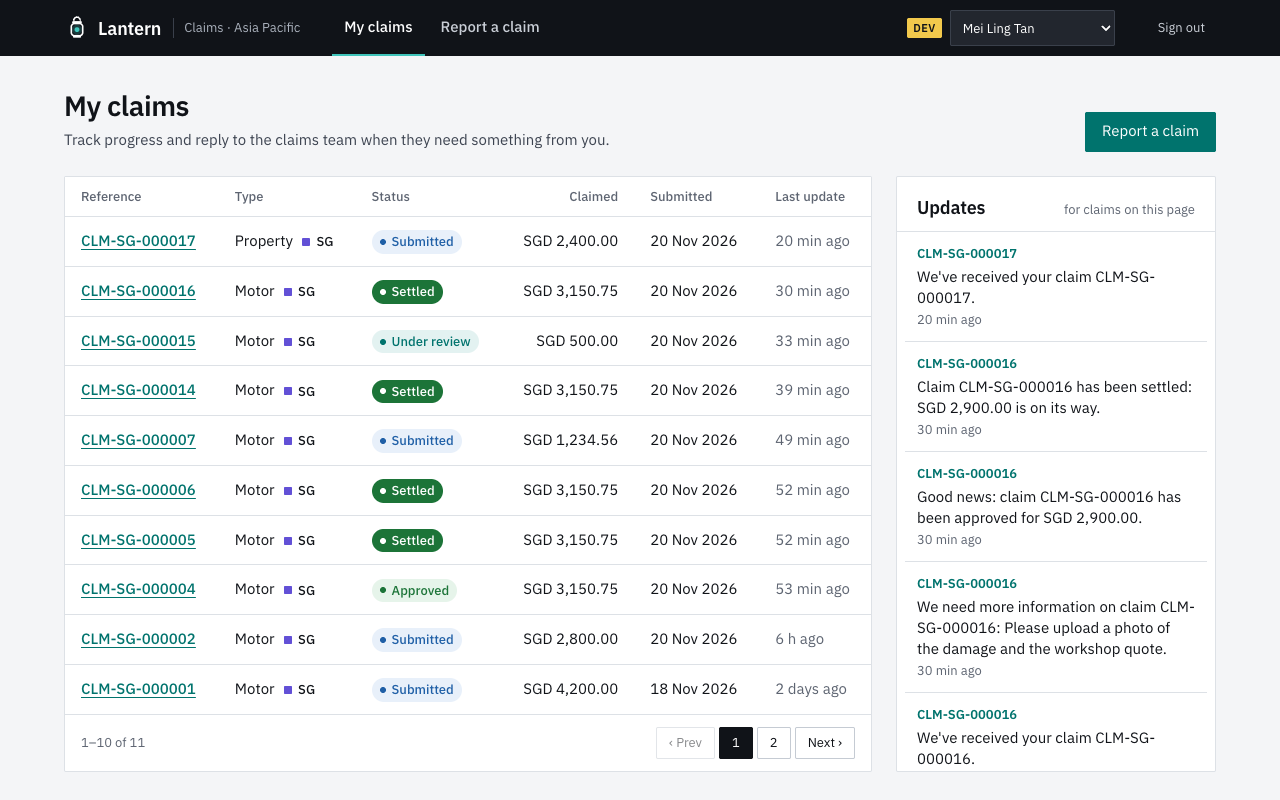 Lantern Claims · Asia Pacific My claims Report a claim DEV Mei Ling Tan Sign out
My claims
Track progress and reply to the claims team when they need something from you.
Report a claim
Reference Type Status Claimed Submitted Last update
CLM-SG-000017 Property SG Submitted SGD 2,400.00 20 Nov 2026 20 min ago
CLM-SG-000016 Motor SG Settled SGD 3,150.75 20 Nov 2026 30 min ago
CLM-SG-000015 Motor SG Under review SGD 500.00 20 Nov 2026 33 min ago
CLM-SG-000014 Motor SG Settled SGD 3,150.75 20 Nov 2026 39 min ago
CLM-SG-000007 Motor SG Submitted SGD 1,234.56 20 Nov 2026 49 min ago
CLM-SG-000006 Motor SG Settled SGD 3,150.75 20 Nov 2026 52 min ago
CLM-SG-000005 Motor SG Settled SGD 3,150.75 20 Nov 2026 52 min ago
CLM-SG-000004 Motor SG Approved SGD 3,150.75 20 Nov 2026 53 min ago
CLM-SG-000002 Motor SG Submitted SGD 2,800.00 20 Nov 2026 6 h ago
CLM-SG-000001 Motor SG Submitted SGD 4,200.00 18 Nov 2026 2 days ago
1–10 of 11 ‹ Prev 1 2 Next ›
Updates for claims on this page
CLM-SG-000017
We've received your claim CLM-SG-
000017.
20 min ago
CLM-SG-000016
Claim CLM-SG-000016 has been settled:
SGD 2,900.00 is on its way.
30 min ago
CLM-SG-000016
Good news: claim CLM-SG-000016 has
been approved for SGD 2,900.00.
30 min ago
CLM-SG-000016
We need more information on claim CLM-
SG-000016: Please upload a photo of
the damage and the workshop quote.
30 min ago
CLM-SG-000016
We've received your claim CLM-SG-
000016.